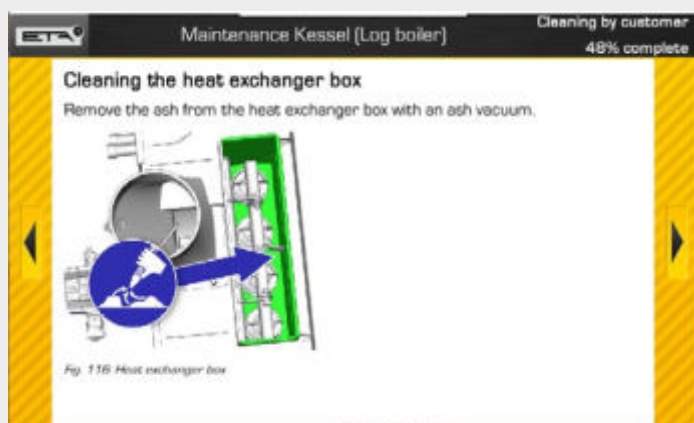 ETA
Maintenance Kessel (Log boiler)
Cleaning by customer
48% complete
Cleaning the heat exchanger box
Remove the ash from the heat exchanger box with an ash vacuum.
Fig. 116: Heat exchanger box